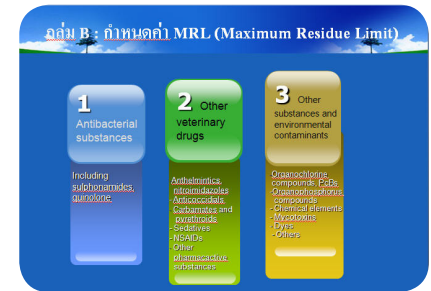 กลุ่ม B : กำหนดค่า MRL (Maximum Residue Limit)
1
Antibacterial
substances
Including
sulphonamides,
quinolone
2 Other
veterinary
drugs
Anthelmintics,
nitroimidazoles
- Anticoccidals,
- Carbamates and
pyrethroids
- Sedatives
- NSAIDs
- Other
pharmacoactive
substances
3 Other
substances and
environmental
contaminants
Organochlorine
compounds, PcBs
-Organophosphorus
compounds
- Chemical elements
- Mycotoxins
- Dyes
- Others